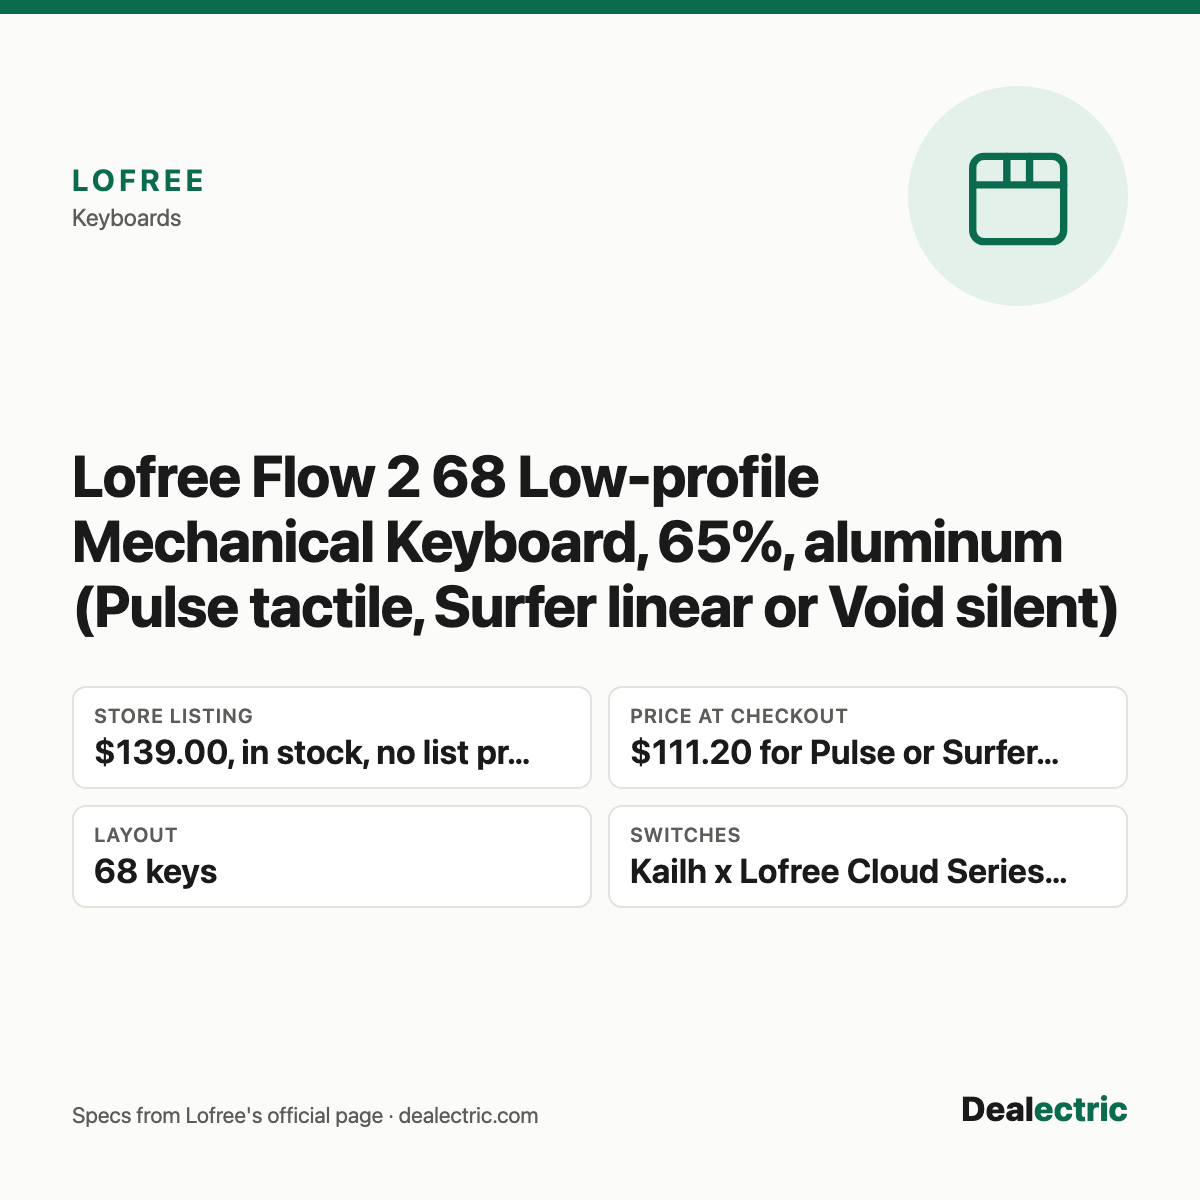 LOFREE
Keyboards
Lofree Flow 2 68 Low-profile
Mechanical Keyboard, 65%, aluminum
(Pulse tactile, Surfer linear or Void silent)
STORE LISTING
$139.00, in stock, no list pr...
PRICE AT CHECKOUT
$111.20 for Pulse or Surfer...
LAYOUT
68 keys
SWITCHES
Kailh x Lofree Cloud Series...
Specs from Lofree's official page · dealectric.com
Dealectric